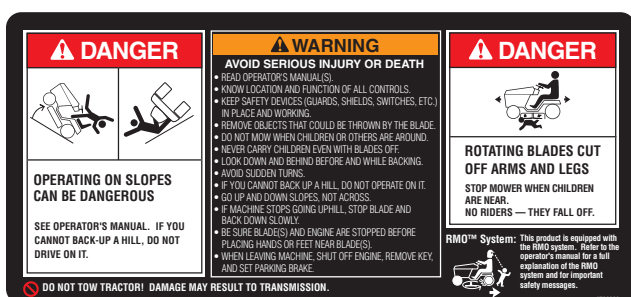 DANGER
OPERATING ON SLOPES
CAN BE DANGEROUS
SEE OPERATOR'S MANUAL. IF YOU
CANNOT BACK-UP A HILL, DO NOT
DRIVE ON IT.
WARNING
AVOID SERIOUS INJURY OR DEATH
• READ OPERATOR'S MANUAL(S).
• KNOW LOCATION AND FUNCTION OF ALL CONTROLS.
• KEEP SAFETY DEVICES (GUARDS, SHIELDS, SWITCHES, ETC.)
IN PLACE AND WORKING.
• REMOVE OBJECTS THAT COULD BE THROWN BY THE BLADE.
• DO NOT MOW WHEN CHILDREN OR OTHERS ARE AROUND.
• NEVER CARRY CHILDREN EVEN WITH BLADES OFF.
• LOOK DOWN AND BEHIND BEFORE AND WHILE BACKING.
• AVOID SUDDEN TURNS.
• IF YOU CANNOT BACK UP A HILL, DO NOT OPERATE ON IT.
• GO UP AND DOWN SLOPES, NOT ACROSS.
• IF MACHINE STOPS GOING UPHILL, STOP BLADE AND
BACK DOWN SLOWLY.
• BE SURE BLADE(S) AND ENGINE ARE STOPPED BEFORE
PLACING HANDS OR FEET NEAR BLADE(S).
• WHEN LEAVING MACHINE, SHUT OFF ENGINE, REMOVE KEY,
AND SET PARKING BRAKE.
DANGER
ROTATING BLADES CUT
OFF ARMS AND LEGS
STOP MOWER WHEN CHILDREN
ARE NEAR.
NO RIDERS — THEY FALL OFF.
RMO™ System: This product is equipped with
the RMO system. Refer to the
operator's manual for a full
explanation of the RMO
system and for important
safety messages.
DO NOT TOW TRACTOR! DAMAGE MAY RESULT TO TRANSMISSION.